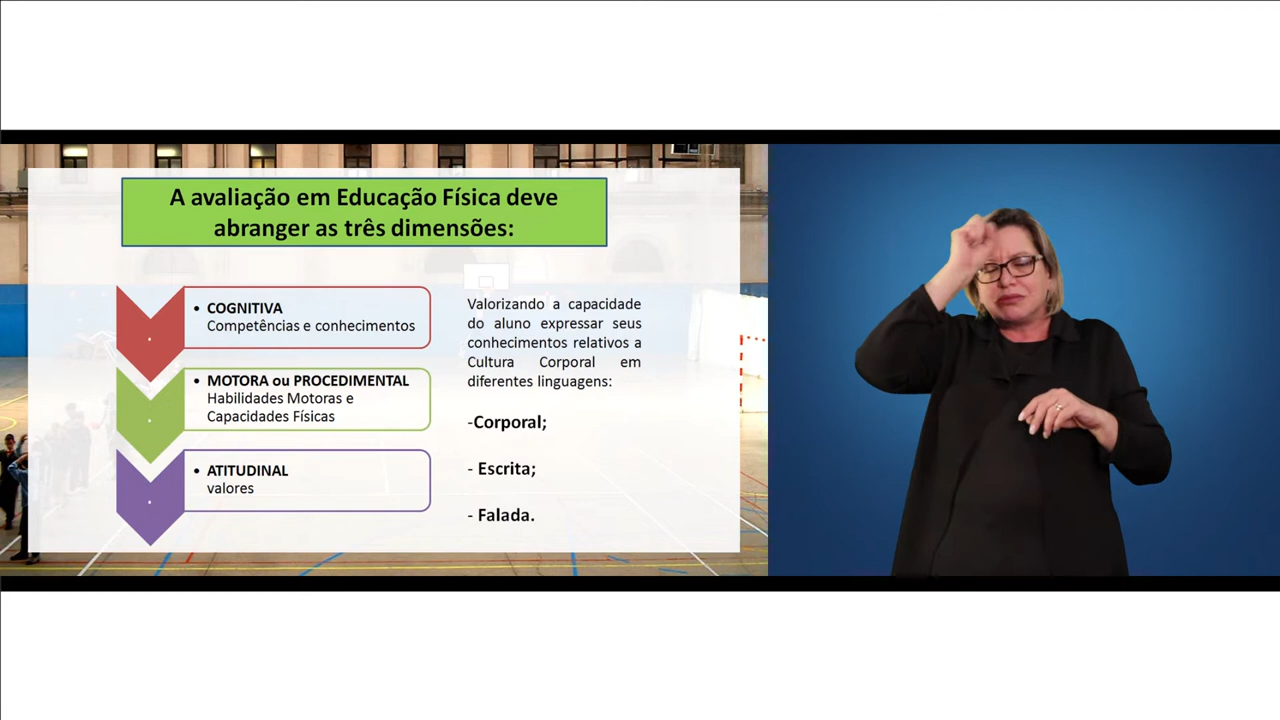 A avaliação em Educação Física deve
abranger as três dimensões:
• COGNITIVA
Competências e conhecimentos
• MOTORA ou PROCEDIMENTAL
Habilidades Motoras e
Capacidades Físicas
• ATITUDINAL
valores
Valorizando a capacidade
do aluno expressar seus
conhecimentos relativos a
Cultura Corporal em
diferentes linguagens:
-Corporal;
- Escrita;
- Falada.